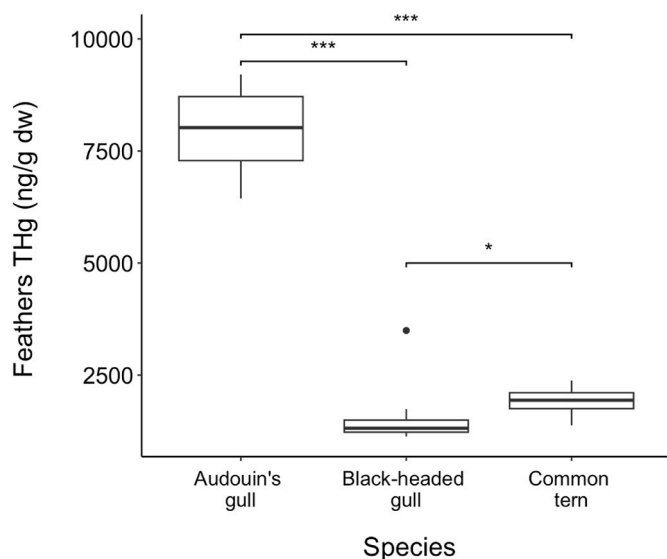 Feathers THg (ng/g dw)
10000
7500
5000
2500
***
***
*
Audouin's
gull
Black-headed
gull
Common
tern
Species